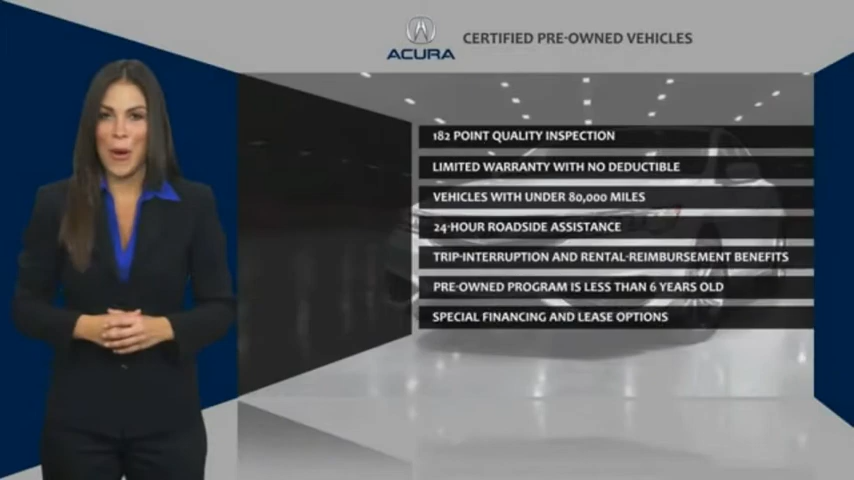 ACURA
CERTIFIED PRE-OWNED VEHICLES
182 POINT QUALITY INSPECTION
LIMITED WARRANTY WITH NO DEDUCTIBLE
VEHICLES WITH UNDER 80,000 MILES
24-HOUR ROADSIDE ASSISTANCE
TRIP-INTERRUPTION AND RENTAL-REIMBURSEMENT BENEFITS
PRE-OWNED PROGRAM IS LESS THAN 6 YEARS OLD
SPECIAL FINANCING AND LEASE OPTIONS